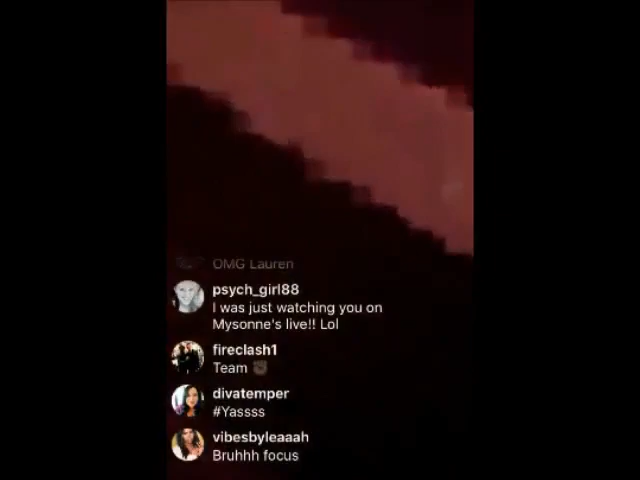 OMG Lauren
psych_girl88
I was just watching you on
Mysonne's live!! Lol
fireclash1
Team ✊🏿
divatemper
#Yassss
vibesbyleaaah
Bruhhh focus